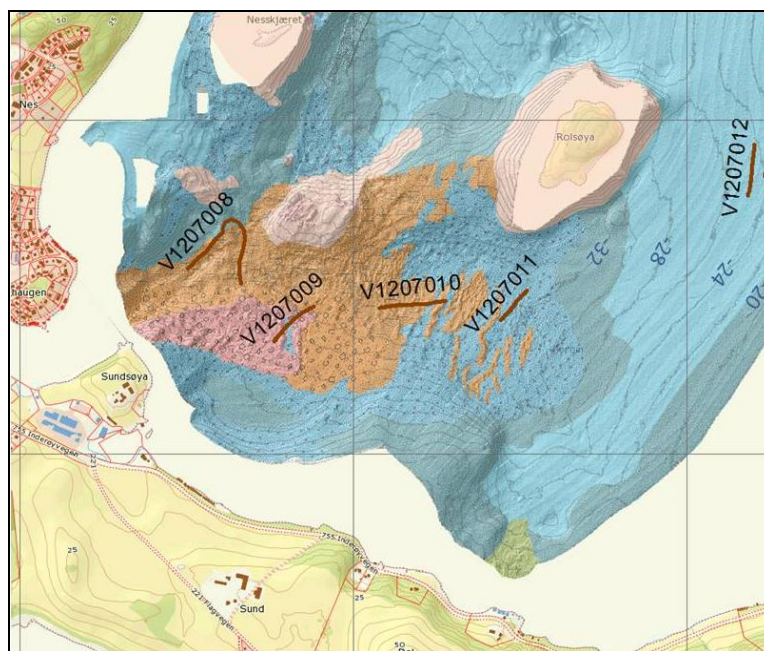 Nesskjæret
50
25
Nes
Rolsøya
V1207012
V1207008
-32
-28
-24
-20
V1207009
V1207010
V1207011
haugen
Sundsøya
755 Inderøyvegen
221
755 Inderøyvegen
25
25
221 Flagvegen
Sund
50